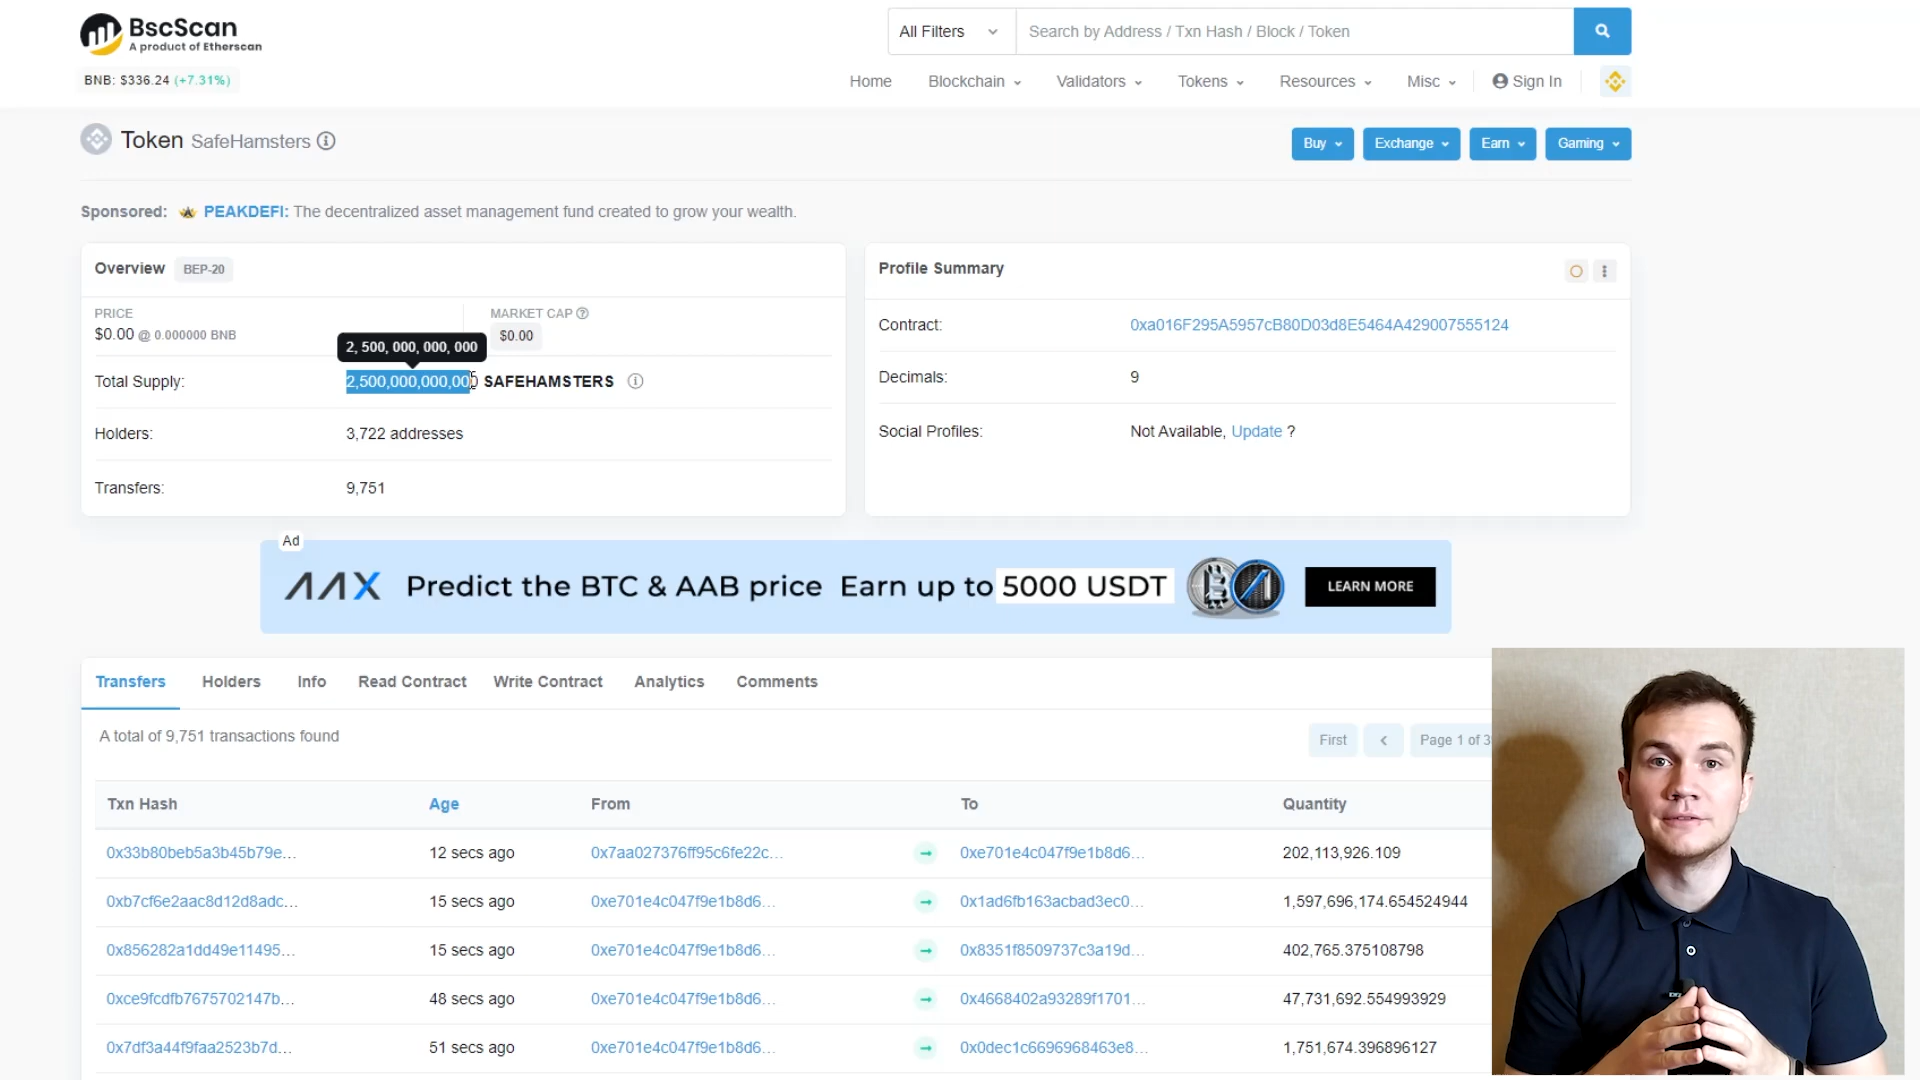 BscScan
A product of Etherscan
All Filters
Search by Address / Txn Hash / Block / Token
BNB: $336.24 (+7.31%)
Home Blockchain Validators Tokens Resources Misc Sign In
Token SafeHamsters
Buy Exchange Earn Gaming
Sponsored: PEAKDEFI: The decentralized asset management fund created to grow your wealth.
Overview BEP-20
PRICE
$0.00 @ 0.000000 BNB
MARKET CAP
$0.00
2, 500, 000, 000, 000
Total Supply: 2,500,000,000,000 SAFEHAMSTERS
Holders: 3,722 addresses
Transfers: 9,751
Profile Summary
Contract: 0xa016F295A5957cB80D03d8E5464A429007555124
Decimals: 9
Social Profiles: Not Available, Update ?
Ad
AAX Predict the BTC & AAB price Earn up to 5000 USDT LEARN MORE
Transfers Holders Info Read Contract Write Contract Analytics Comments
A total of 9,751 transactions found
First Page 1 of 3
Txn Hash Age From To Quantity
0x33b80beb5a3b45b79e... 12 secs ago 0x7aa027376ff95c6fe22c... 0xe701e4c047f9e1b8d6... 202,113,926.109
0xb7cf6e2aac8d12d8adc... 15 secs ago 0xe701e4c047f9e1b8d6... 0x1ad6fb163acbad3ec0... 1,597,696,174.654524944
0x856282a1dd49e11495... 15 secs ago 0xe701e4c047f9e1b8d6... 0x8351f8509737c3a19d... 402,765.375108798
0xce9fcdfb7675702147b... 48 secs ago 0xe701e4c047f9e1b8d6... 0x4668402a93289f1701... 47,731,692.554993929
0x7df3a44f9faa2523b7d... 51 secs ago 0xe701e4c047f9e1b8d6... 0x0dec1c6696968463e8... 1,751,674.396896127